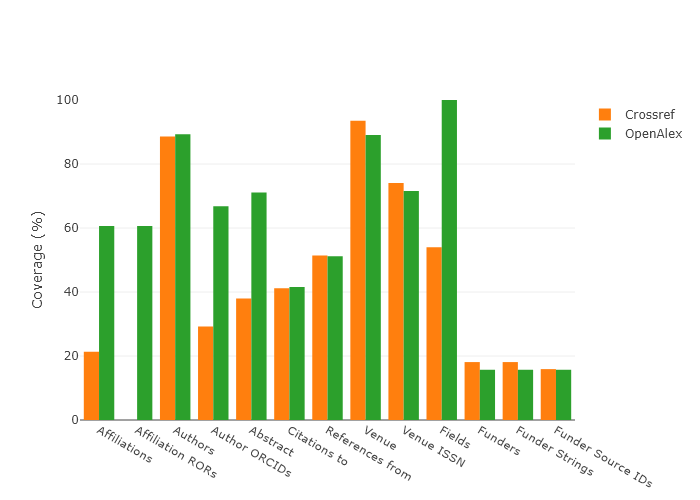 100
80
60
40
20
0
Coverage (%)
Crossref
OpenAlex
Affiliations
Affiliation RORs
Authors
Author ORCIDs
Abstract
Citations to
References from
Venue
Venue ISSN
Fields
Funders
Funder Strings
Funder Source IDs